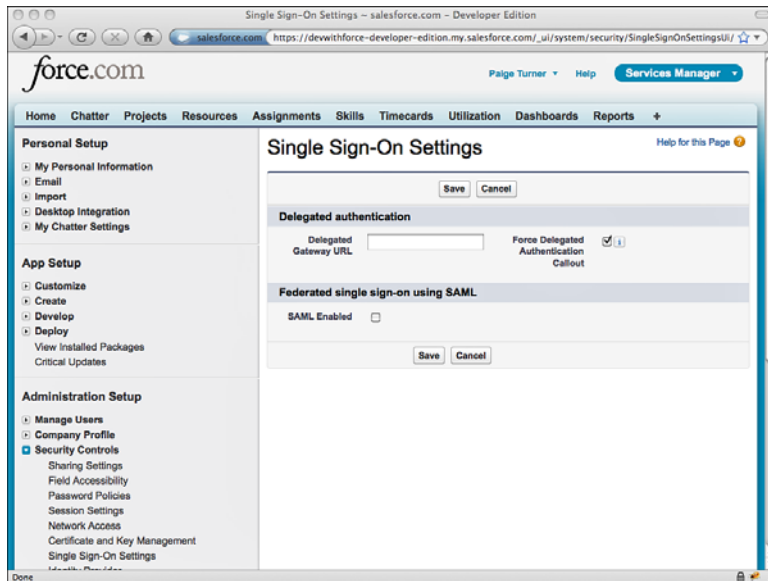 Single Sign-On Settings – salesforce.com – Developer Edition
salesforce.com https://devwithforce-developer-edition.my.salesforce.com/_ui/system/security/SingleSignOnSettingsUi/
force.com
Paige Turner Help Services Manager
Home Chatter Projects Resources Assignments Skills Timecards Utilization Dashboards Reports +
Personal Setup
My Personal Information
Email
Import
Desktop Integration
My Chatter Settings
App Setup
Customize
Create
Develop
Deploy
View Installed Packages
Critical Updates
Administration Setup
Manage Users
Company Profile
Security Controls
Sharing Settings
Field Accessibility
Password Policies
Session Settings
Network Access
Certificate and Key Management
Single Sign-On Settings
Identity Provider
Single Sign-On Settings
Help for this Page ?
Save Cancel
Delegated authentication
Delegated
Gateway URL
Force Delegated
Authentication
Callout
i
Federated single sign-on using SAML
SAML Enabled
Save Cancel
Done